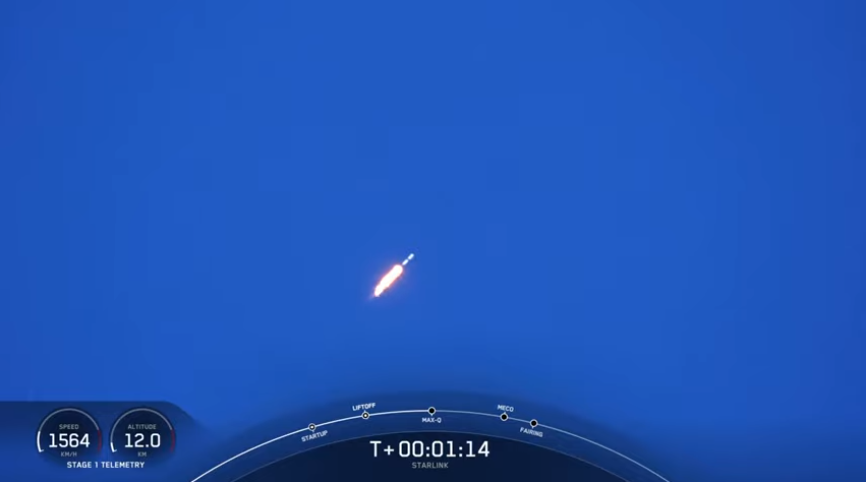 SPEED
1564
KM/H
ALTITUDE
12.0
KM
STAGE 1 TELEMETRY
STARTUP
LIFTOFF
MAX-Q
MECO
FAIRING
T+00:01:14
STARLINK